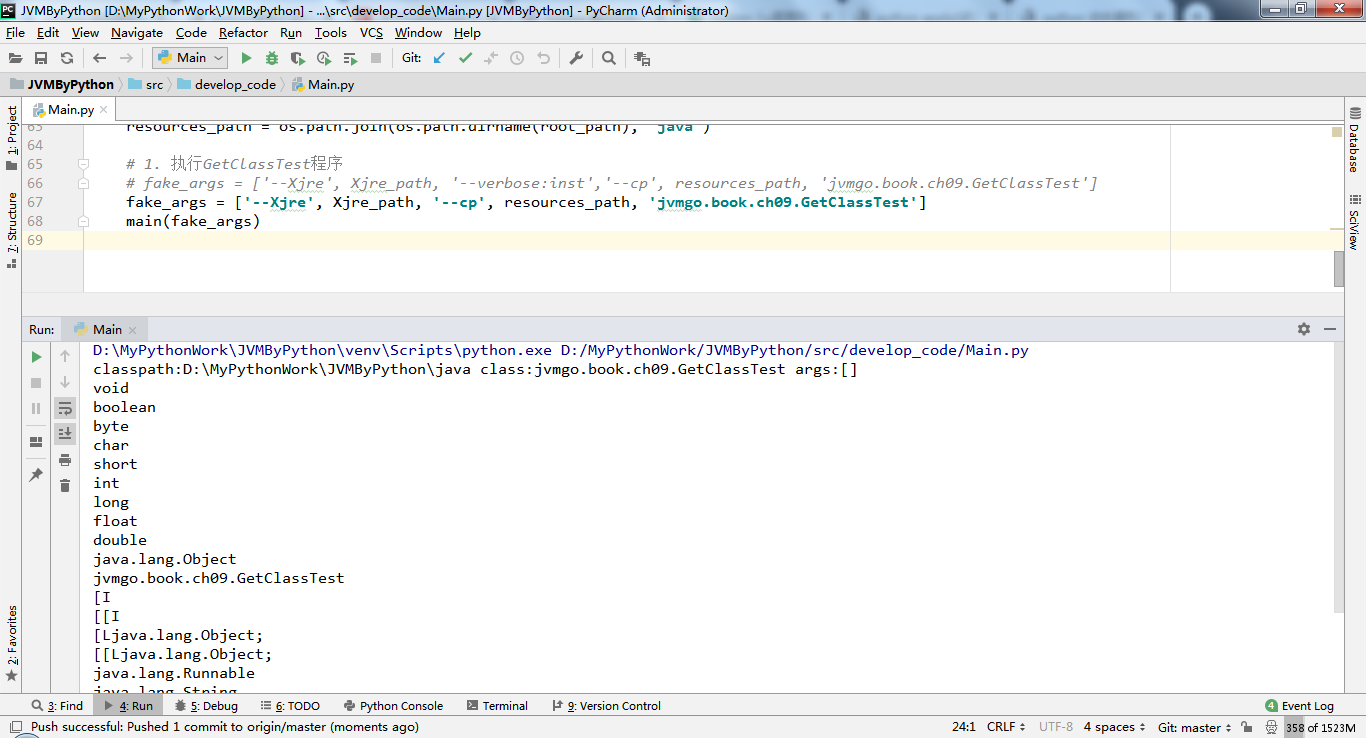 JVMByPython [D:\MyPythonWork\JVMByPython] - ...\src\develop_code\Main.py [JVMByPython] - PyCharm (Administrator)
File Edit View Navigate Code Refactor Run Tools VCS Window Help
Main Git:
JVMByPython src develop_code Main.py
Main.py
1: Project
7: Structure
2: Favorites
63 resources_path = os.path.join(os.path.dirname(root_path), 'java')
64
65 # 1. 执行GetClassTest程序
66 # fake_args = ['--Xjre', Xjre_path, '--verbose:inst','--cp', resources_path, 'jvmgo.book.ch09.GetClassTest']
67 fake_args = ['--Xjre', Xjre_path, '--cp', resources_path, 'jvmgo.book.ch09.GetClassTest']
68 main(fake_args)
69
Database
SciView
Run: Main
D:\MyPythonWork\JVMByPython\venv\Scripts\python.exe D:/MyPythonWork/JVMByPython/src/develop_code/Main.py
classpath:D:\MyPythonWork\JVMByPython\java class:jvmgo.book.ch09.GetClassTest args:[]
void
boolean
byte
char
short
int
long
float
double
java.lang.Object
jvmgo.book.ch09.GetClassTest
[I
[[I
[Ljava.lang.Object;
[[Ljava.lang.Object;
java.lang.Runnable
java.lang.String
3: Find 4: Run 5: Debug 6: TODO Python Console Terminal 9: Version Control 4 Event Log
Push successful: Pushed 1 commit to origin/master (moments ago) 24:1 CRLF UTF-8 4 spaces Git: master 358 of 1523M